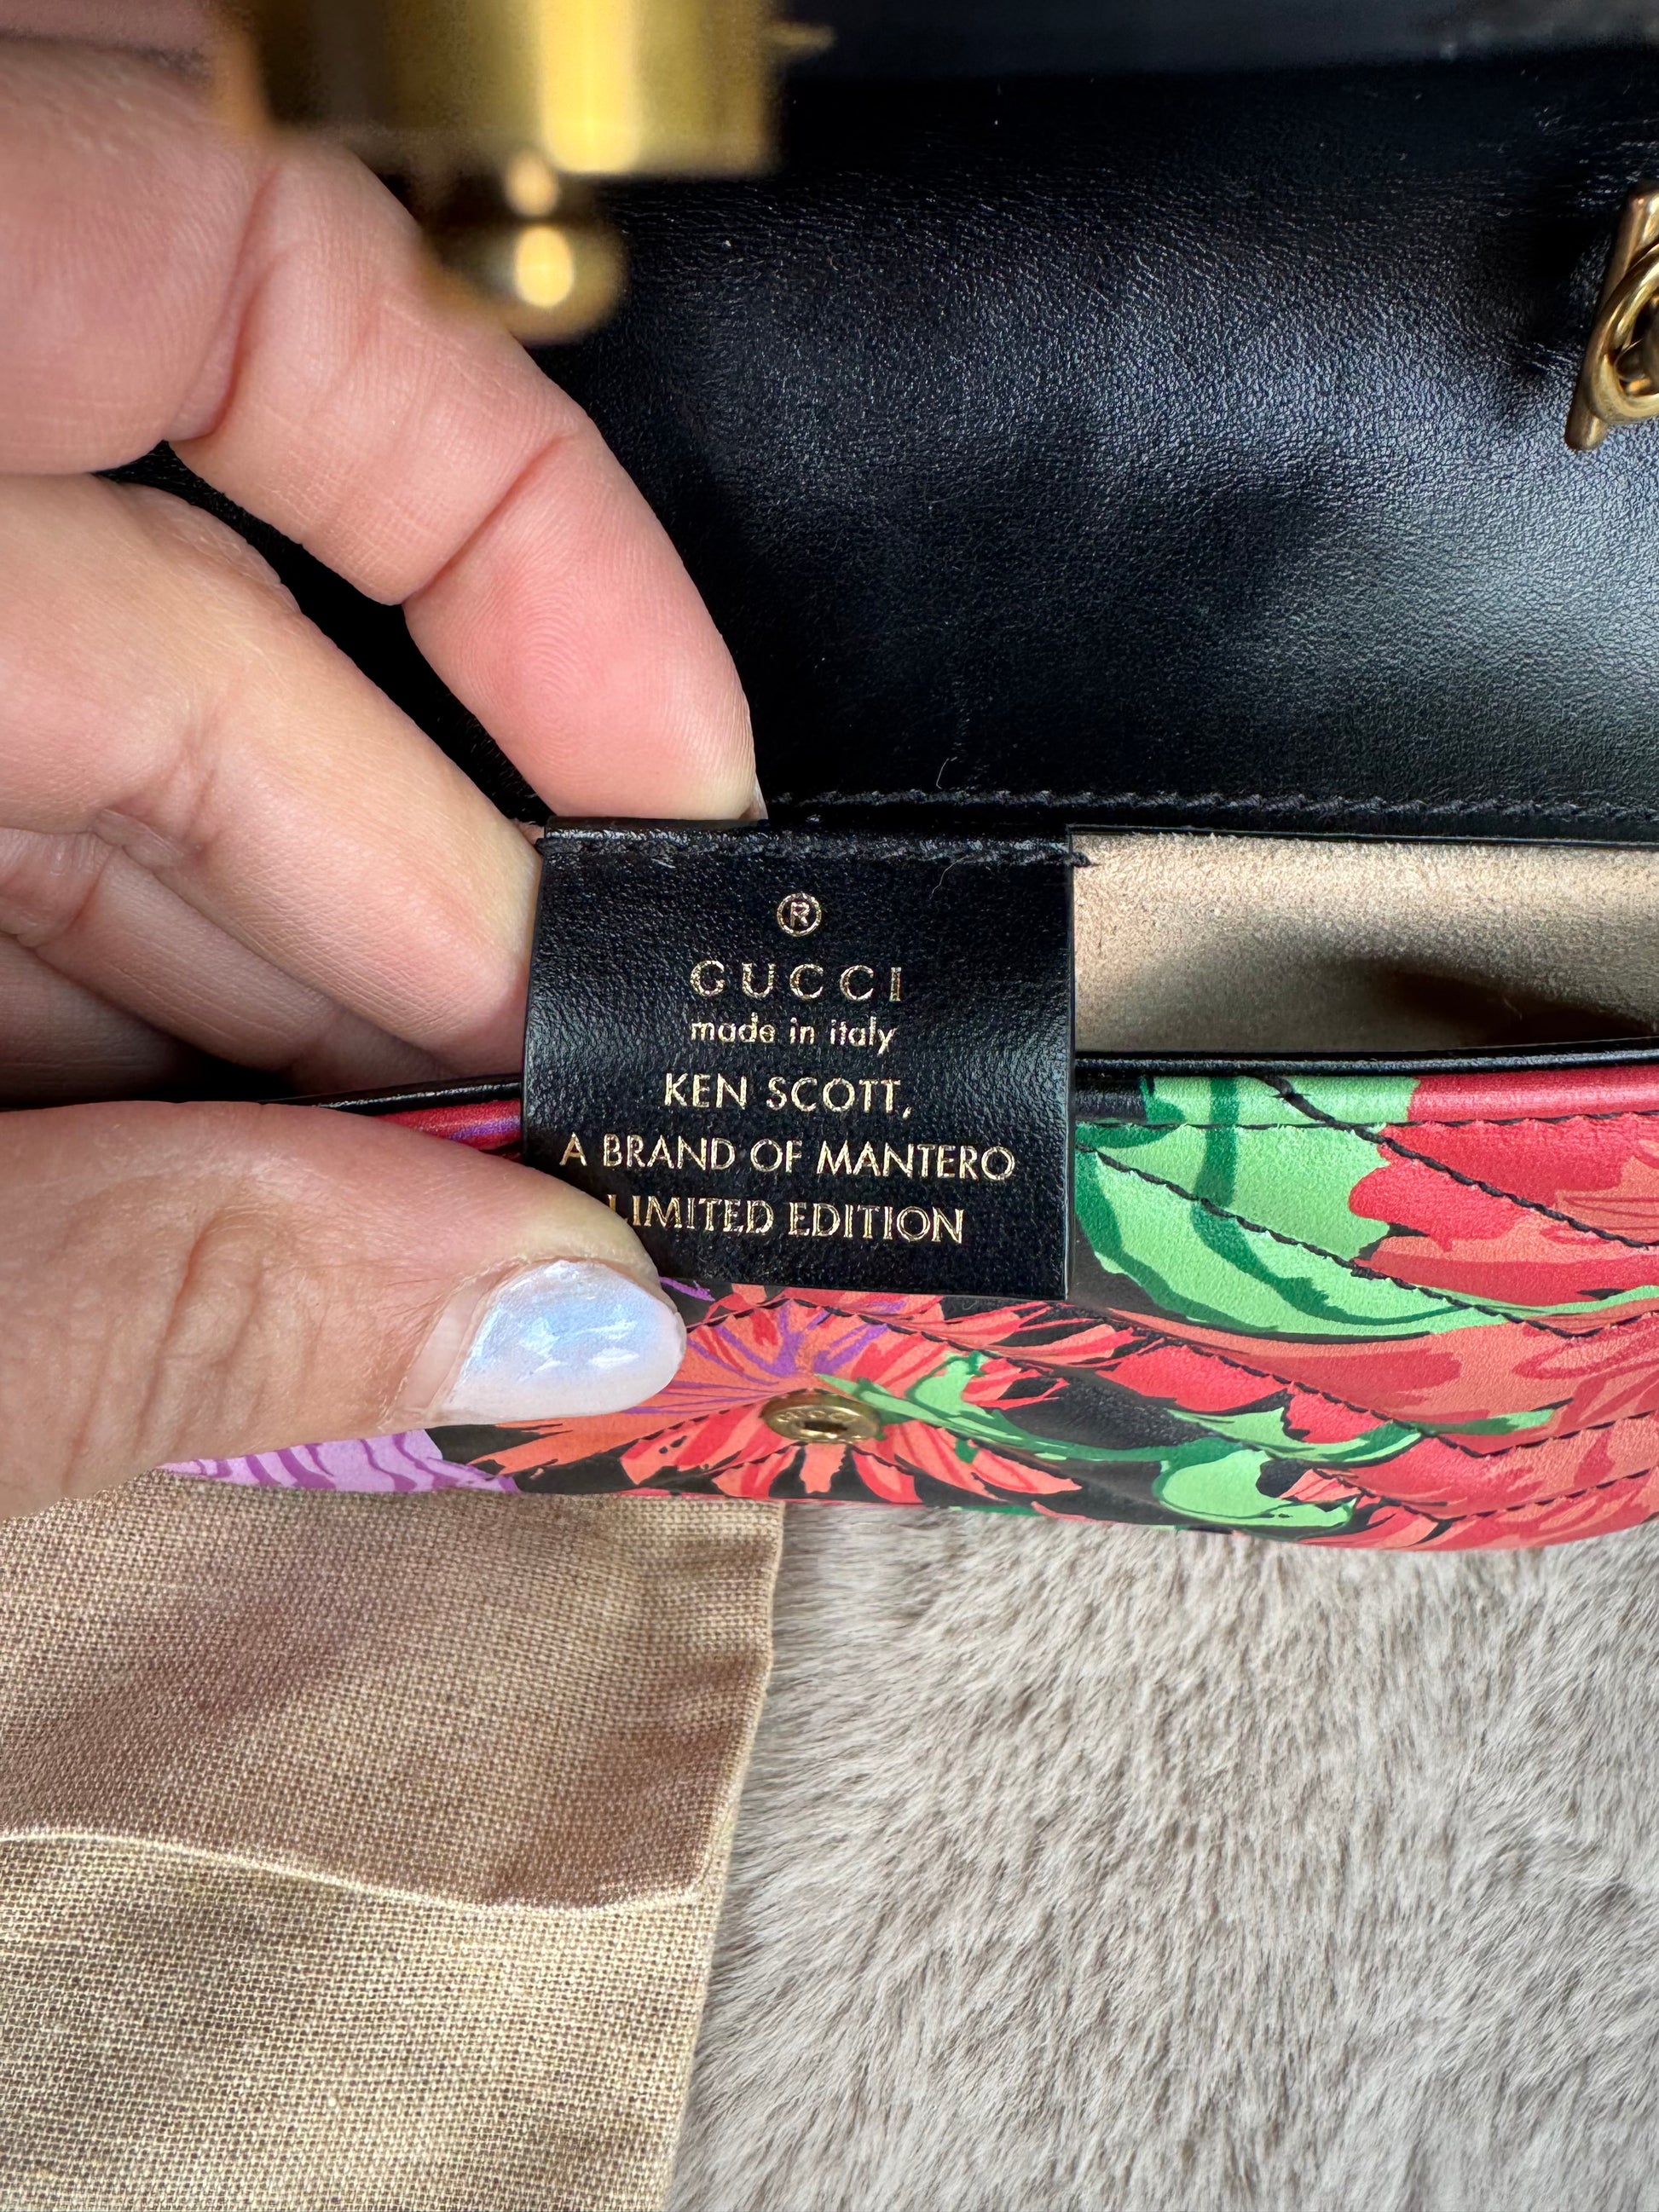 ®
GUCCI
made in italy
KEN SCOTT,
A BRAND OF MANTERO
LIMITED EDITION